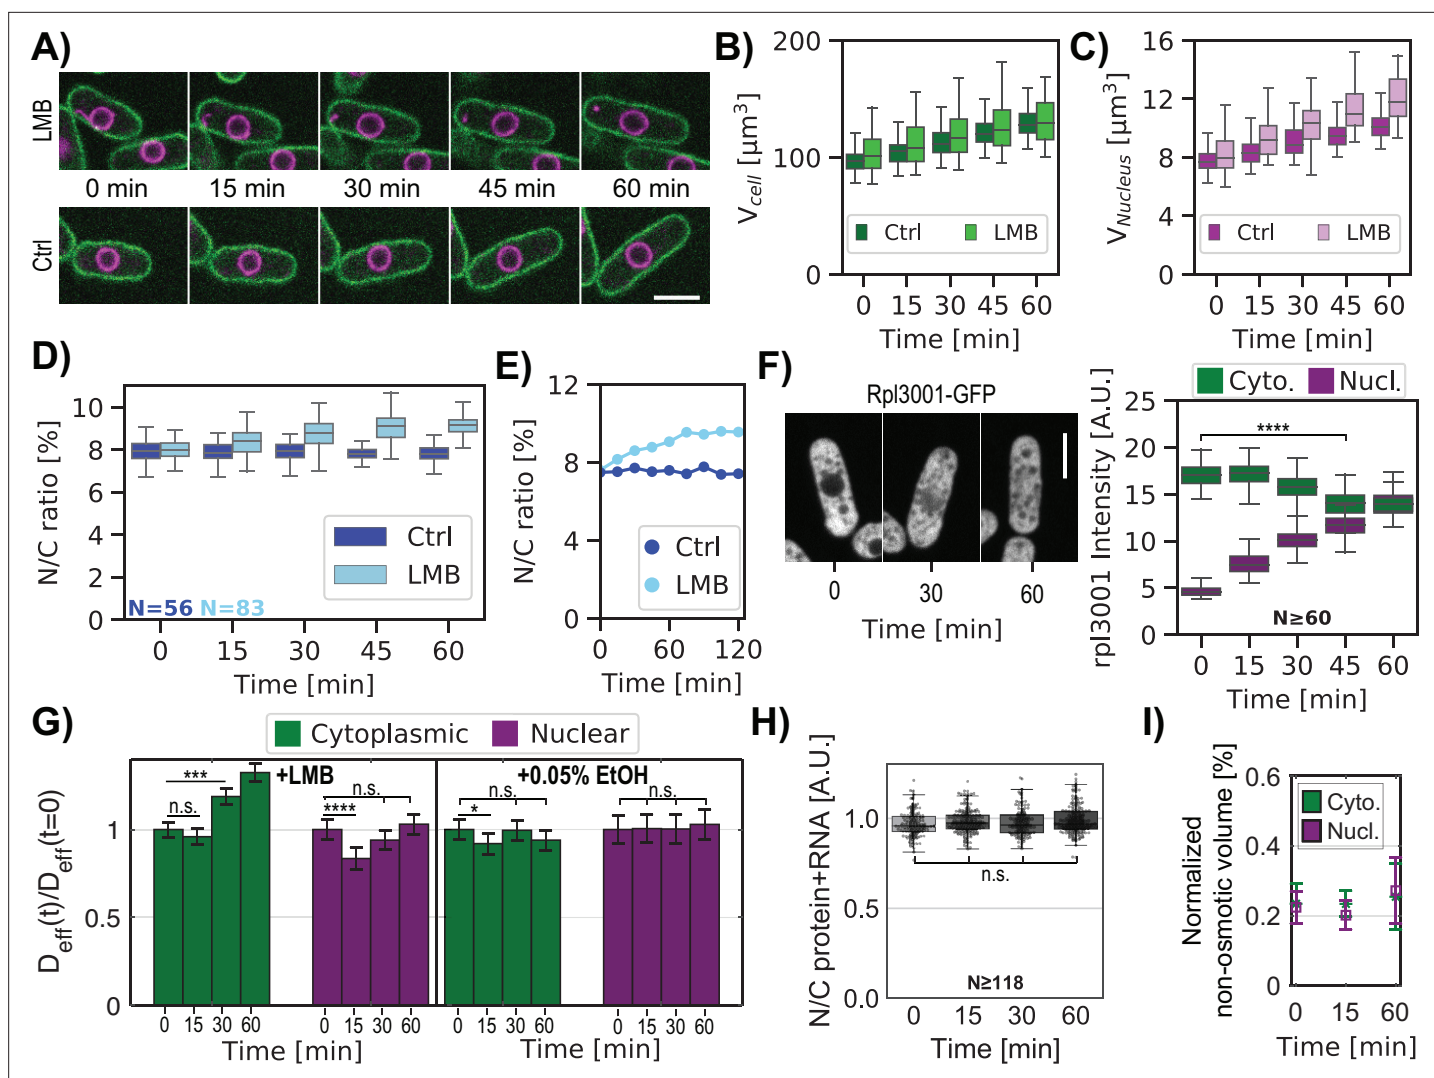 A)
LMB
0 min 15 min 30 min 45 min 60 min
Ctrl
B)
V_cell [µm³]
200
100
0
Ctrl LMB
0 15 30 45 60
Time [min]
C)
V_Nucleus [µm³]
16
12
8
4
0
Ctrl LMB
0 15 30 45 60
Time [min]
D)
N/C ratio [%]
10
8
6
4
2
0
Ctrl
LMB
N=56 N=83
0 15 30 45 60
Time [min]
E)
N/C ratio [%]
12
8
4
0
Ctrl
LMB
0 60 120
Time [min]
F)
Rpl3001-GFP
0 30 60
Time [min]
Cyto. Nucl.
rpl3001 Intensity [A.U.]
25
20
15
10
5
0
****
N≥60
0 15 30 45 60
Time [min]
G)
Cytoplasmic Nuclear
D_eff(t)/D_eff(t=0)
1
0.5
0
+LMB
***
n.s.
n.s.
****
+0.05% EtOH
n.s.
*
n.s.
0 15 30 60 0 15 30 60 0 15 30 60 0 15 30 60
Time [min] Time [min]
H)
N/C protein+RNA [A.U.]
1.0
0.5
0.0
n.s.
N≥118
0 15 30 60
Time [min]
I)
Normalized
non-osmotic volume [%]
0.6
0.4
0.2
0
Cyto.
Nucl.
0 15 60
Time [min]